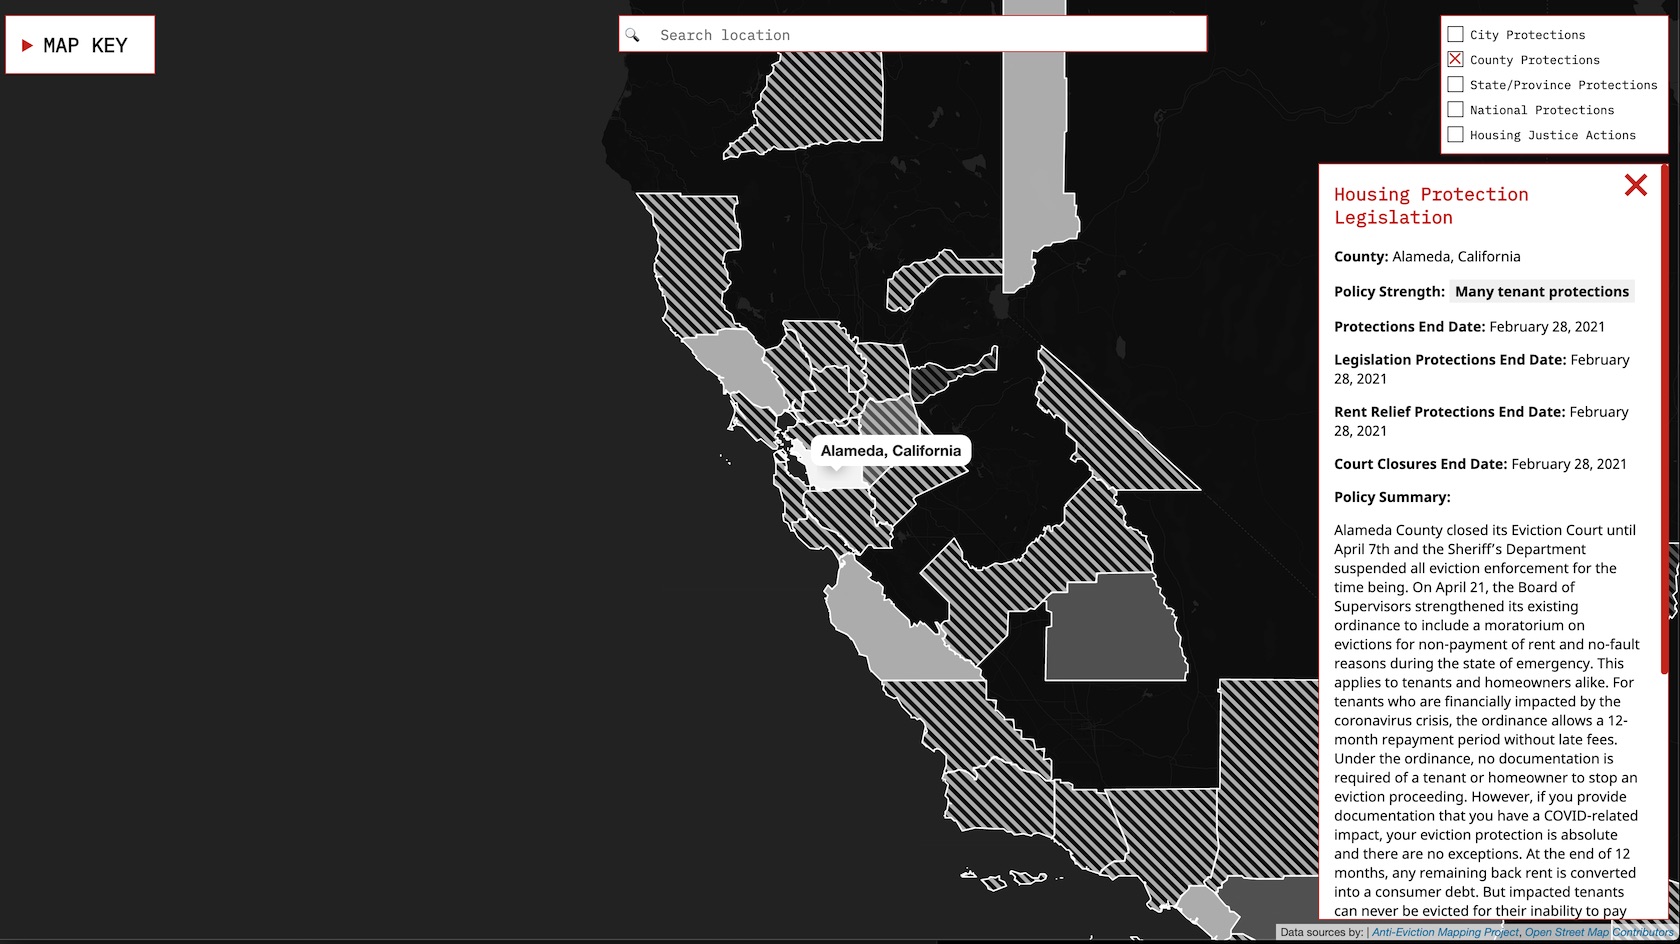 MAP KEY
Search location
City Protections
County Protections
State/Province Protections
National Protections
Housing Justice Actions
Alameda, California
Housing Protection
Legislation
County: Alameda, California
Policy Strength: Many tenant protections
Protections End Date: February 28, 2021
Legislation Protections End Date: February
28, 2021
Rent Relief Protections End Date: February
28, 2021
Court Closures End Date: February 28, 2021
Policy Summary:
Alameda County closed its Eviction Court until
April 7th and the Sheriff’s Department
suspended all eviction enforcement for the
time being. On April 21, the Board of
Supervisors strengthened its existing
ordinance to include a moratorium on
evictions for non-payment of rent and no-fault
reasons during the state of emergency. This
applies to tenants and homeowners alike. For
tenants who are financially impacted by the
coronavirus crisis, the ordinance allows a 12-
month repayment period without late fees.
Under the ordinance, no documentation is
required of a tenant or homeowner to stop an
eviction proceeding. However, if you provide
documentation that you have a COVID-related
impact, your eviction protection is absolute
and there are no exceptions. At the end of 12
months, any remaining back rent is converted
into a consumer debt. But impacted tenants
can never be evicted for their inability to pay
Data sources by: | Anti-Eviction Mapping Project, Open Street Map Contributors